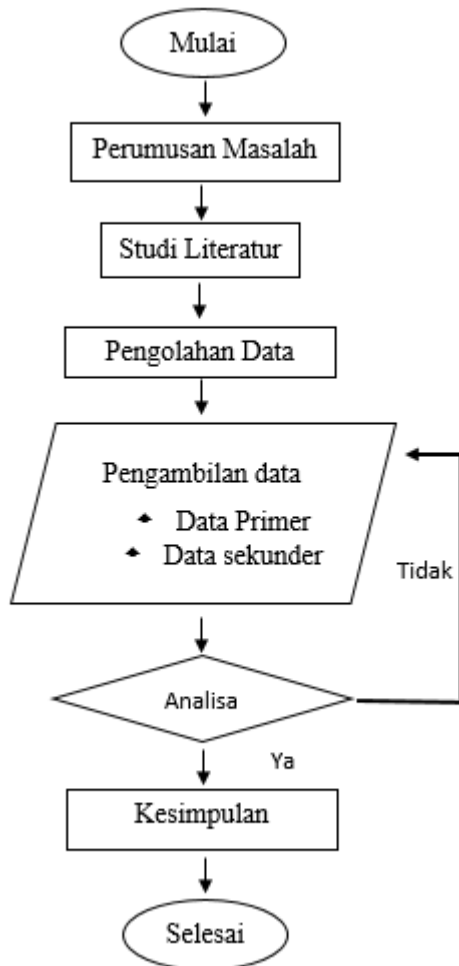 Mulai
Perumusan Masalah
Studi Literatur
Pengolahan Data
Pengambilan data
Data Primer
Data sekunder
Tidak
Analisa
Ya
Kesimpulan
Selesai